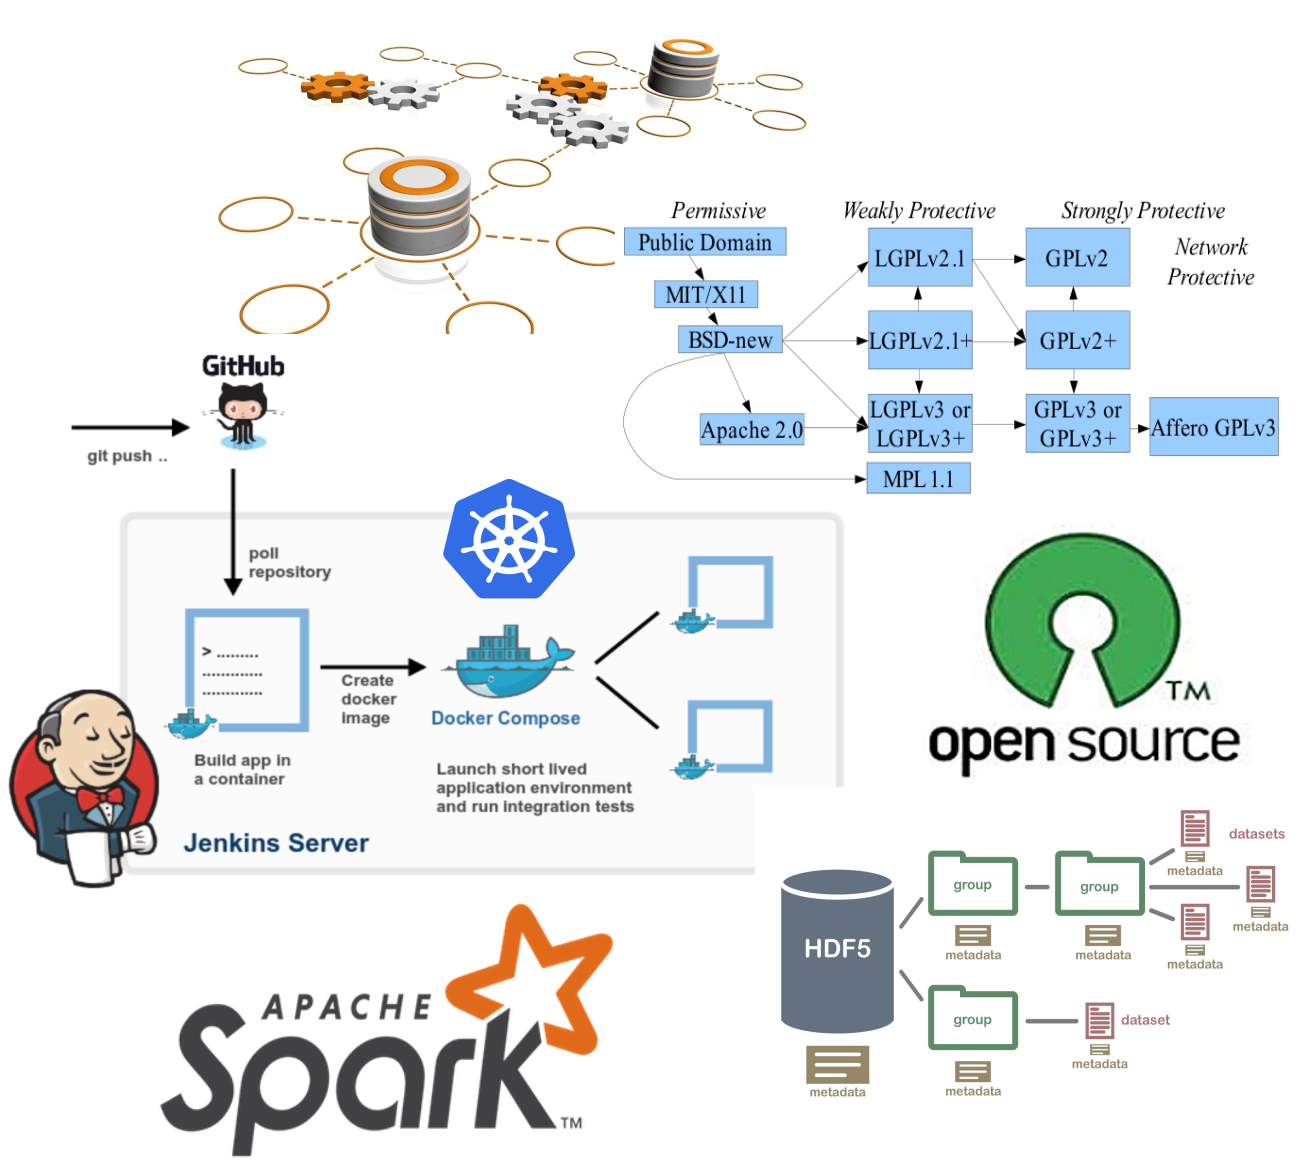 Permissive
Weakly Protective
Strongly Protective
Network
Protective
Public Domain
MIT/X11
BSD-new
Apache 2.0
LGPLv2.1
LGPLv2.1+
LGPLv3 or
LGPLv3+
MPL 1.1
GPLv2
GPLv2+
GPLv3 or
GPLv3+
Affero GPLv3
GitHub
git push ..
poll
repository
> .........
.............
.............
Build app in
a container
Create
docker
image
Docker Compose
Launch short lived
application environment
and run integration tests
Jenkins Server
TM
open source
HDF5
metadata
group
metadata
group
metadata
datasets
metadata
metadata
metadata
group
metadata
dataset
metadata
APACHE
Spark
TM